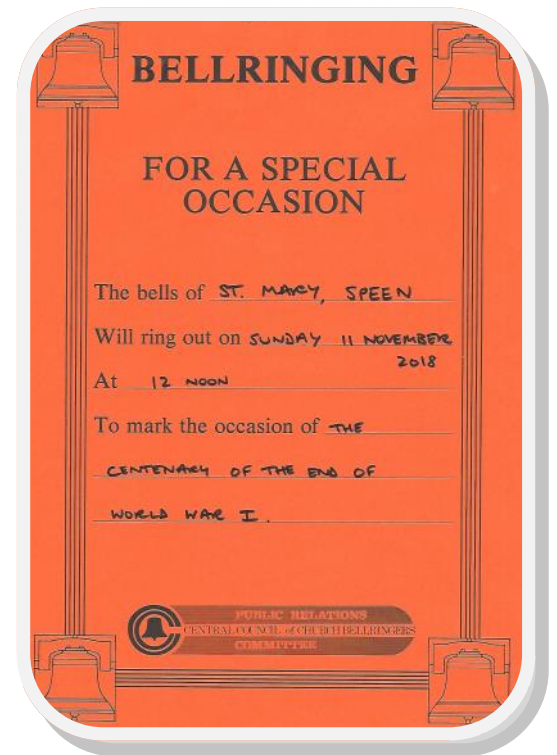 BELLRINGING
FOR A SPECIAL
OCCASION
The bells of ST. MARY, SPEEN
Will ring out on SUNDAY 11 NOVEMBER
2018
At 12 NOON
To mark the occasion of THE
CENTENARY OF THE END OF
WORLD WAR I.
PUBLIC RELATIONS
CENTRAL COUNCIL of CHURCH BELLRINGERS
COMMITTEE